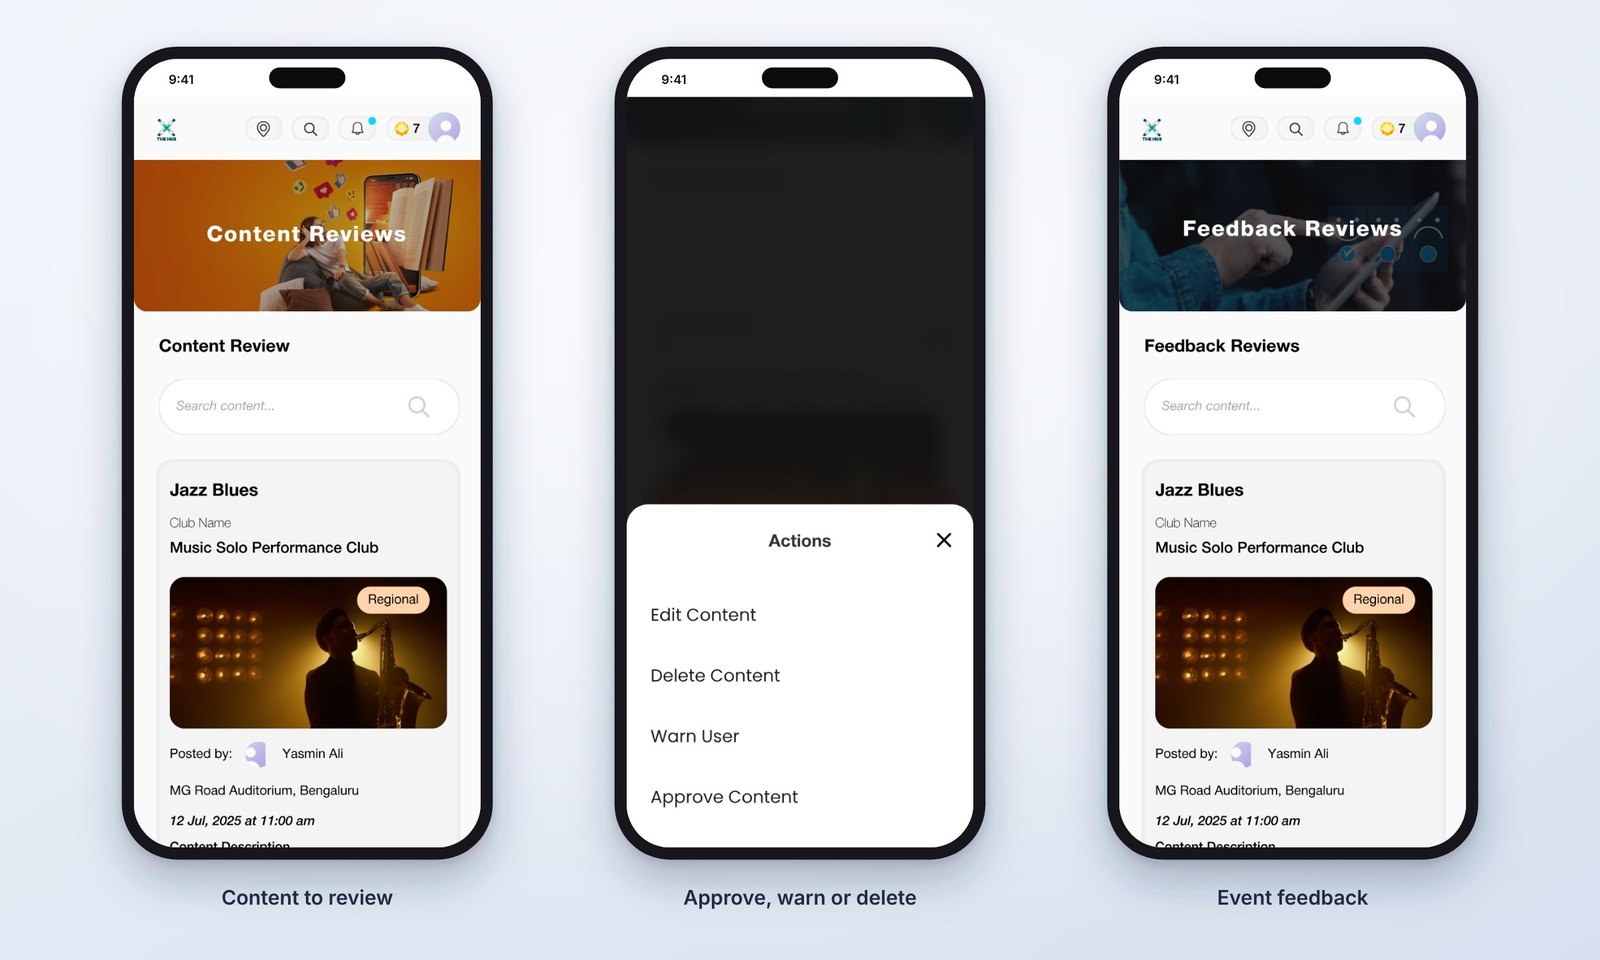 9:41
THE HUB
7
Content Reviews
Content Review
Search content...
Jazz Blues
Club Name
Music Solo Performance Club
Regional
Posted by: Yasmin Ali
MG Road Auditorium, Bengaluru
12 Jul, 2025 at 11:00 am
Content Description
Content to review
9:41
Actions
Edit Content
Delete Content
Warn User
Approve Content
Approve, warn or delete
9:41
THE HUB
7
Feedback Reviews
Feedback Reviews
Search content...
Jazz Blues
Club Name
Music Solo Performance Club
Regional
Posted by: Yasmin Ali
MG Road Auditorium, Bengaluru
12 Jul, 2025 at 11:00 am
Content Description
Event feedback